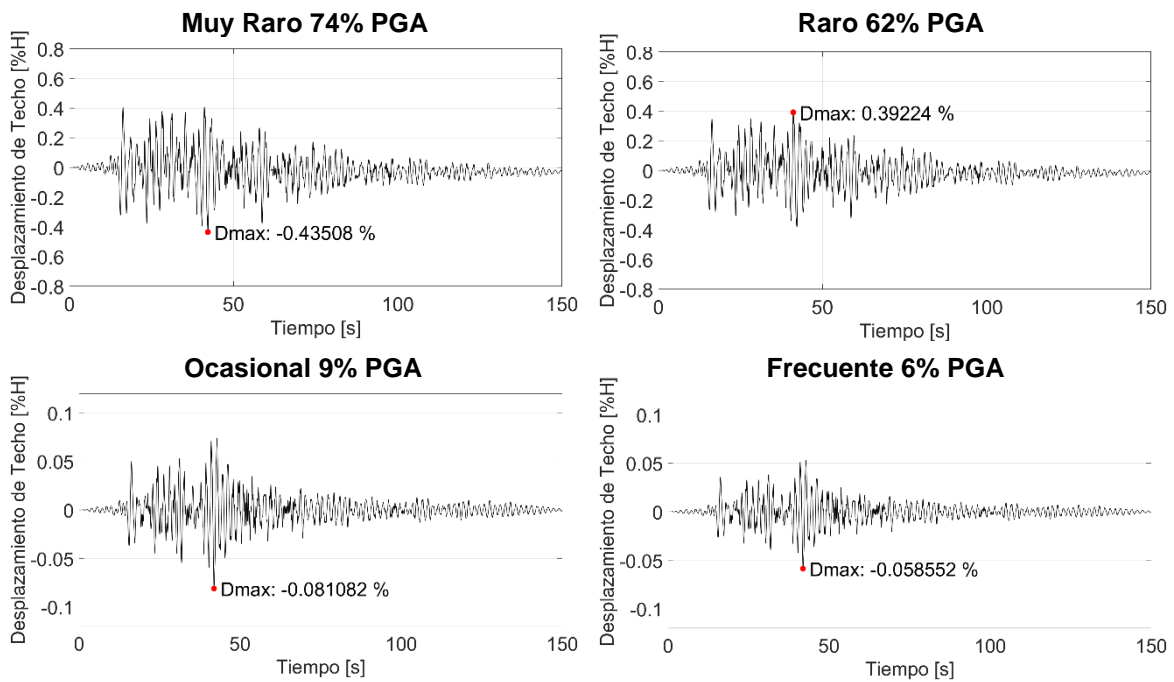 Muy Raro 74% PGA
Desplazamiento de Techo [%H]
0.8
0.6
0.4
0.2
0
-0.2
-0.4
-0.6
-0.8
Dmax: -0.43508 %
0
50
100
150
Tiempo [s]
Raro 62% PGA
Desplazamiento de Techo [%H]
0.8
0.6
0.4
0.2
0
-0.2
-0.4
-0.6
-0.8
Dmax: 0.39224 %
0
50
100
150
Tiempo [s]
Ocasional 9% PGA
Desplazamiento de Techo [%H]
0.1
0.05
0
-0.05
-0.1
Dmax: -0.081082 %
0
50
100
150
Tiempo [s]
Frecuente 6% PGA
Desplazamiento de Techo [%H]
0.1
0.05
0
-0.05
-0.1
Dmax: -0.058552 %
0
50
100
150
Tiempo [s]